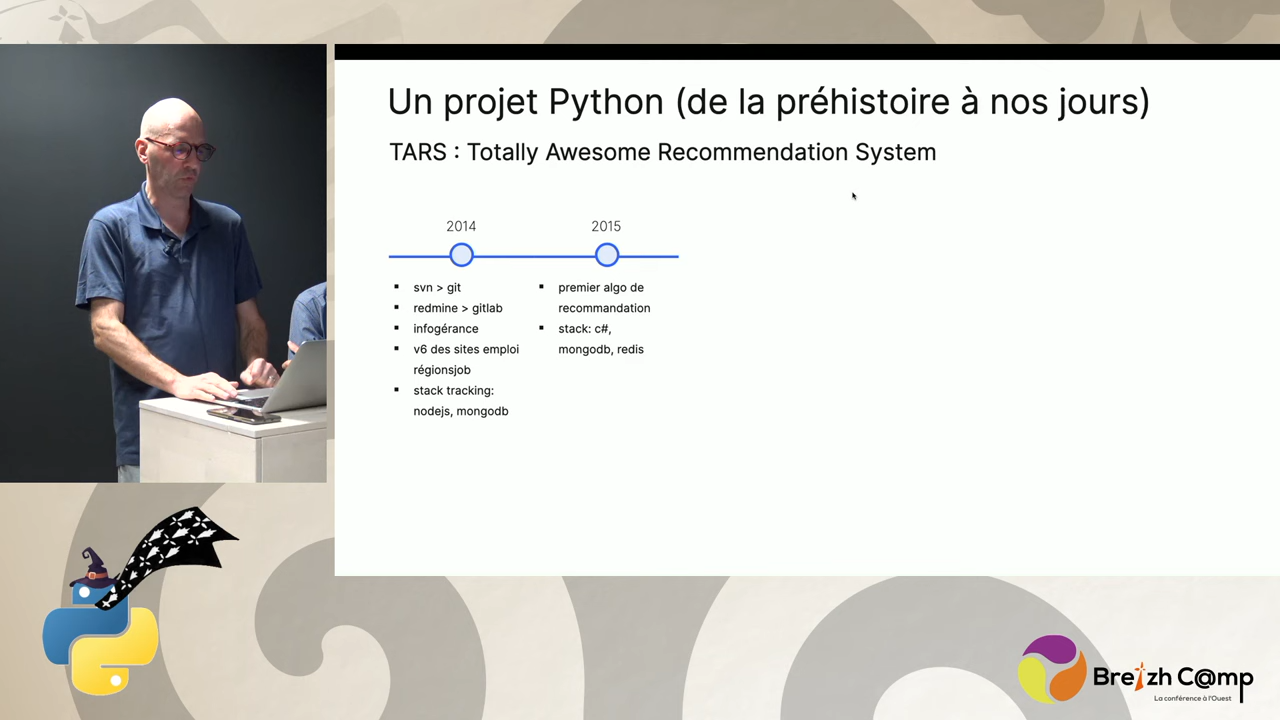 Un projet Python (de la préhistoire à nos jours)
TARS : Totally Awesome Recommendation System
2014
2015
svn > git
redmine > gitlab
infogérance
v6 des sites emploi
régionsjob
stack tracking:
nodejs, mongodb
premier algo de
recommandation
stack: c#,
mongodb, redis
Breizh C@mp
La conférence à l'Ouest